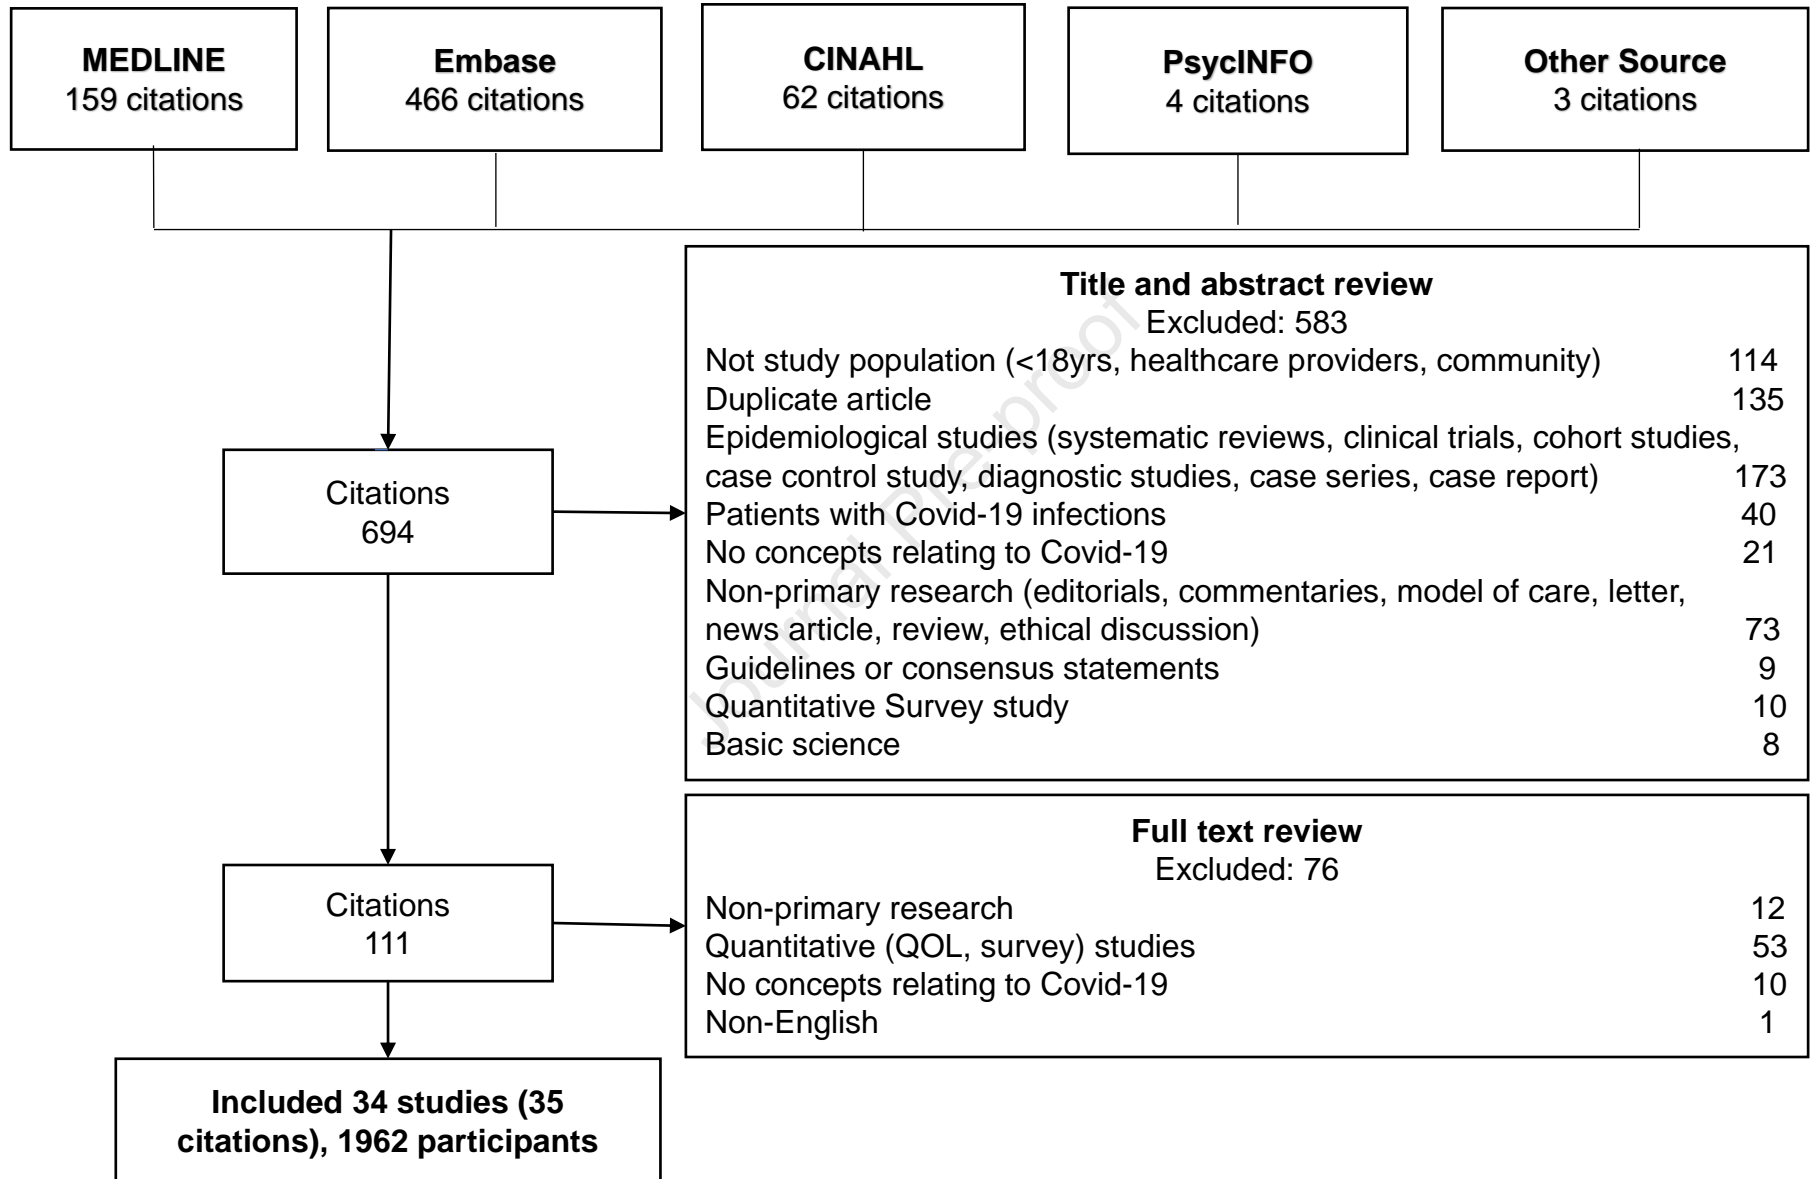 MEDLINE
159 citations
Embase
466 citations
CINAHL
62 citations
PsycINFO
4 citations
Other Source
3 citations
Title and abstract review
Excluded: 583
Not study population (<18yrs, healthcare providers, community) 114
Duplicate article 135
Epidemiological studies (systematic reviews, clinical trials, cohort studies,
case control study, diagnostic studies, case series, case report) 173
Patients with Covid-19 infections 40
No concepts relating to Covid-19 21
Non-primary research (editorials, commentaries, model of care, letter,
news article, review, ethical discussion) 73
Guidelines or consensus statements 9
Quantitative Survey study 10
Basic science 8
Citations
694
Full text review
Excluded: 76
Non-primary research 12
Quantitative (QOL, survey) studies 53
No concepts relating to Covid-19 10
Non-English 1
Citations
111
Included 34 studies (35
citations), 1962 participants
Journal Pre-proof